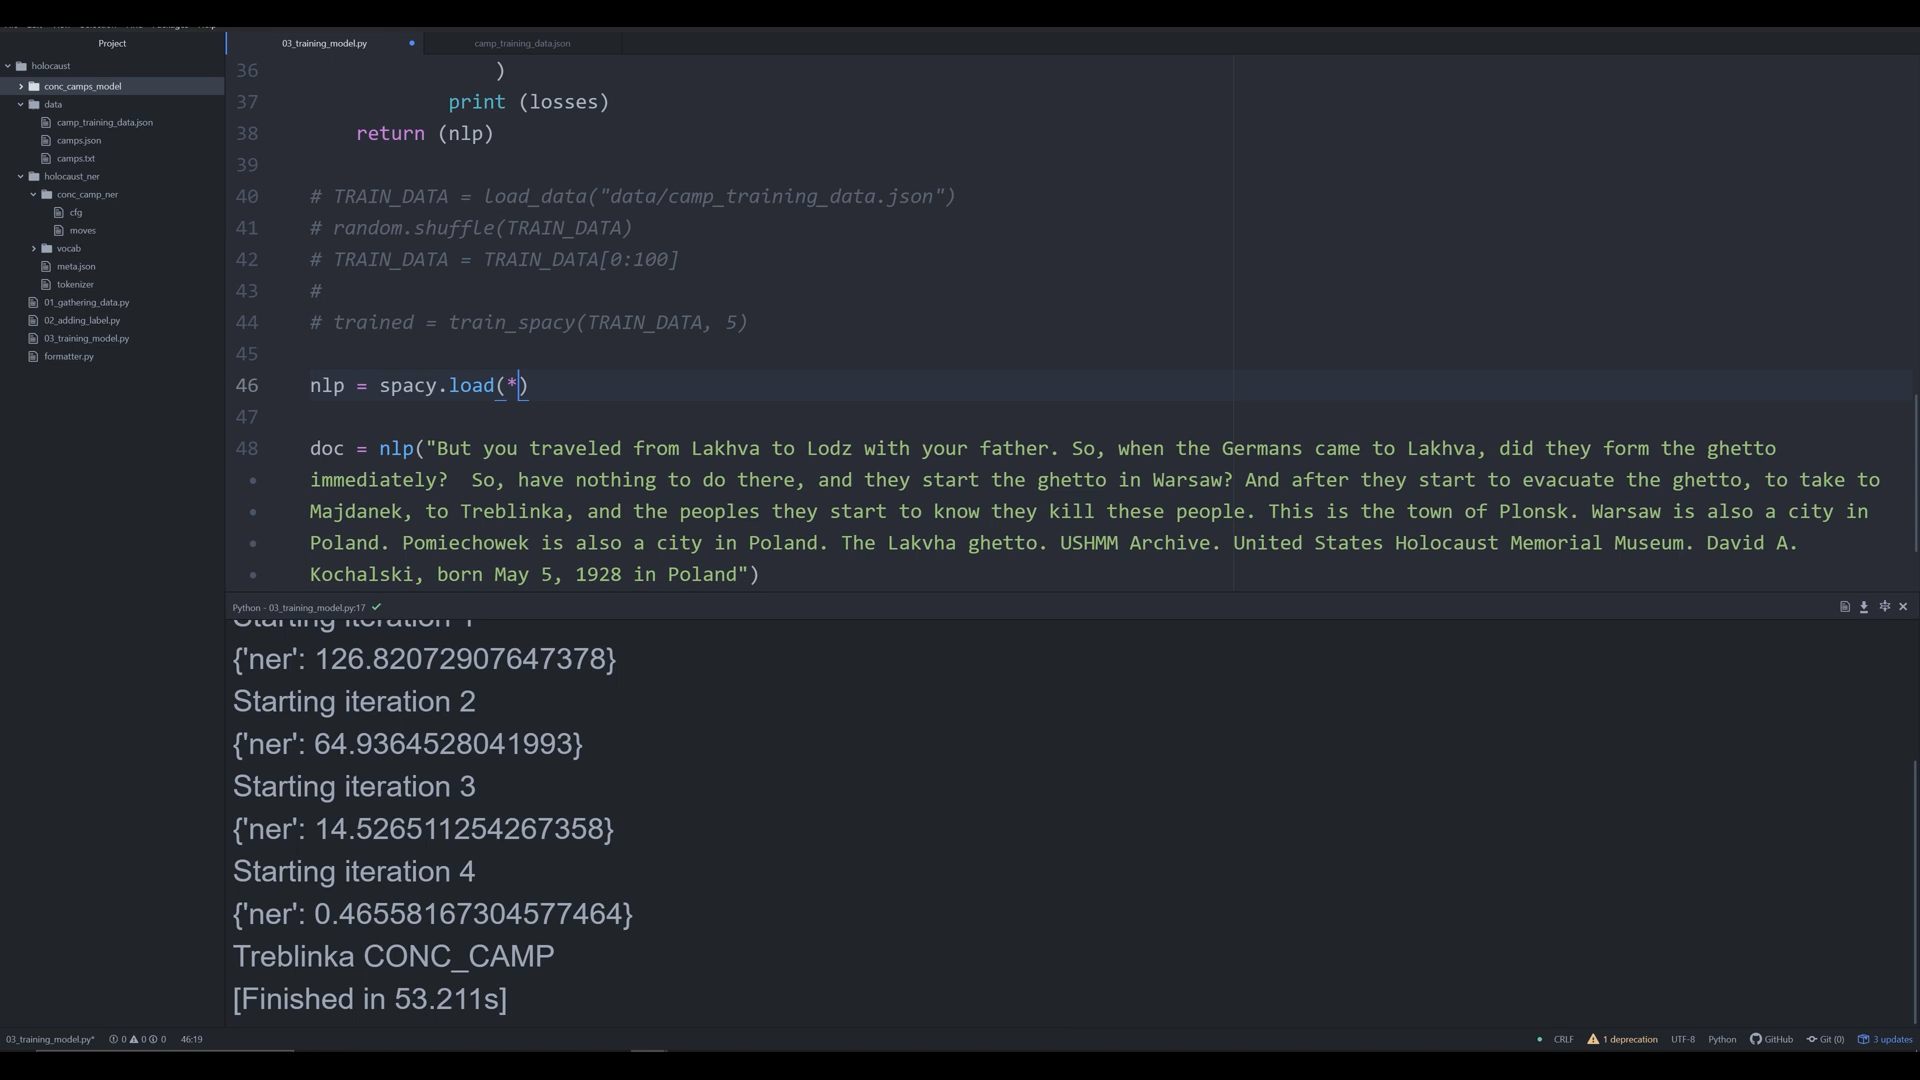 Project
03_training_model.py
camp_training_data.json
holocaust
conc_camps_model
data
camp_training_data.json
camps.json
camps.txt
holocaust_ner
conc_camp_ner
cfg
moves
vocab
meta.json
tokenizer
01_gathering_data.py
02_adding_label.py
03_training_model.py
formatter.py
36 )
37 print (losses)
38 return (nlp)
39
40 # TRAIN_DATA = load_data("data/camp_training_data.json")
41 # random.shuffle(TRAIN_DATA)
42 # TRAIN_DATA = TRAIN_DATA[0:100]
43 #
44 # trained = train_spacy(TRAIN_DATA, 5)
45
46 nlp = spacy.load(*)
47
48 doc = nlp("But you traveled from Lakhva to Lodz with your father. So, when the Germans came to Lakhva, did they form the ghetto
immediately?  So, have nothing to do there, and they start the ghetto in Warsaw? And after they start to evacuate the ghetto, to take to
Majdanek, to Treblinka, and the peoples they start to know they kill these people. This is the town of Plonsk. Warsaw is also a city in
Poland. Pomiechowek is also a city in Poland. The Lakvha ghetto. USHMM Archive. United States Holocaust Memorial Museum. David A.
Kochalski, born May 5, 1928 in Poland")
Python - 03_training_model.py:17
Starting iteration 1
{'ner': 126.82072907647378}
Starting iteration 2
{'ner': 64.9364528041993}
Starting iteration 3
{'ner': 14.526511254267358}
Starting iteration 4
{'ner': 0.46558167304577464}
Treblinka CONC_CAMP
[Finished in 53.211s]
03_training_model.py* 0 0 0 46:19 CRLF 1 deprecation UTF-8 Python GitHub Git (0) 3 updates